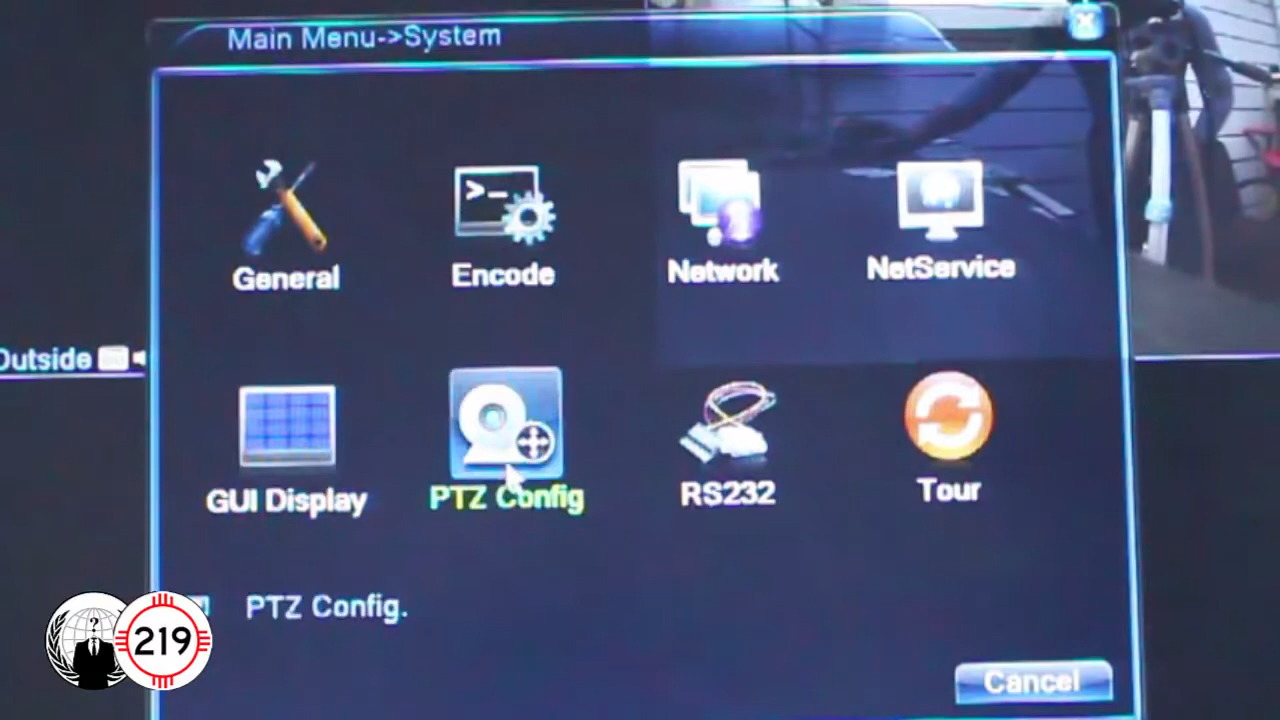 Main Menu->System
General
Encode
Network
NetService
Outside
GUI Display
PTZ Config
RS232
Tour
PTZ Config.
?
219
Cancel